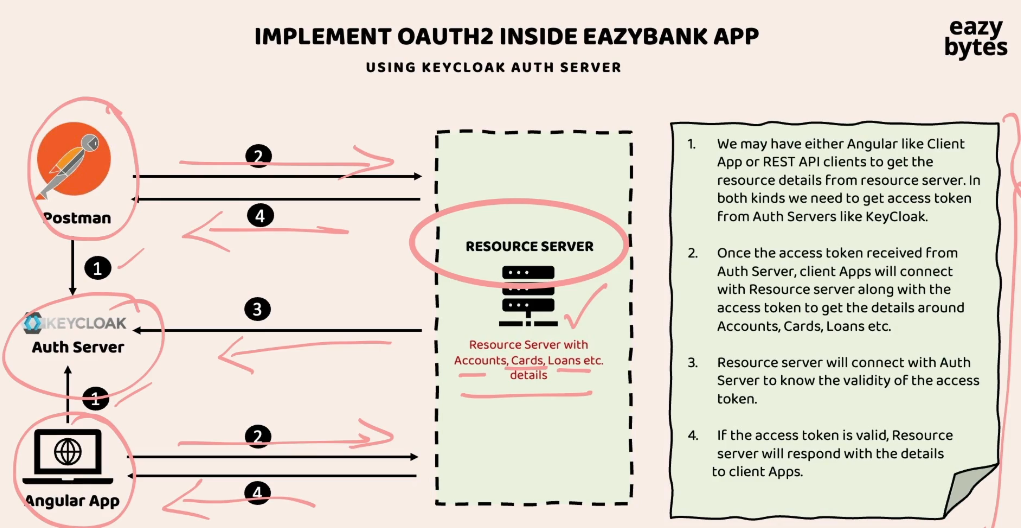 IMPLEMENT OAUTH2 INSIDE EAZYBANK APP
USING KEYCLOAK AUTH SERVER
eazy
bytes
Postman
2
4
1
KEYCLOAK
Auth Server
3
1
Angular App
2
4
RESOURCE SERVER
Resource Server with
Accounts, Cards, Loans etc.
details
1. We may have either Angular like Client
App or REST API clients to get the
resource details from resource server. In
both kinds we need to get access token
from Auth Servers like KeyCloak.
2. Once the access token received from
Auth Server, client Apps will connect
with Resource server along with the
access token to get the details around
Accounts, Cards, Loans etc.
3. Resource server will connect with Auth
Server to know the validity of the access
token.
4. If the access token is valid, Resource
server will respond with the details
to client Apps.